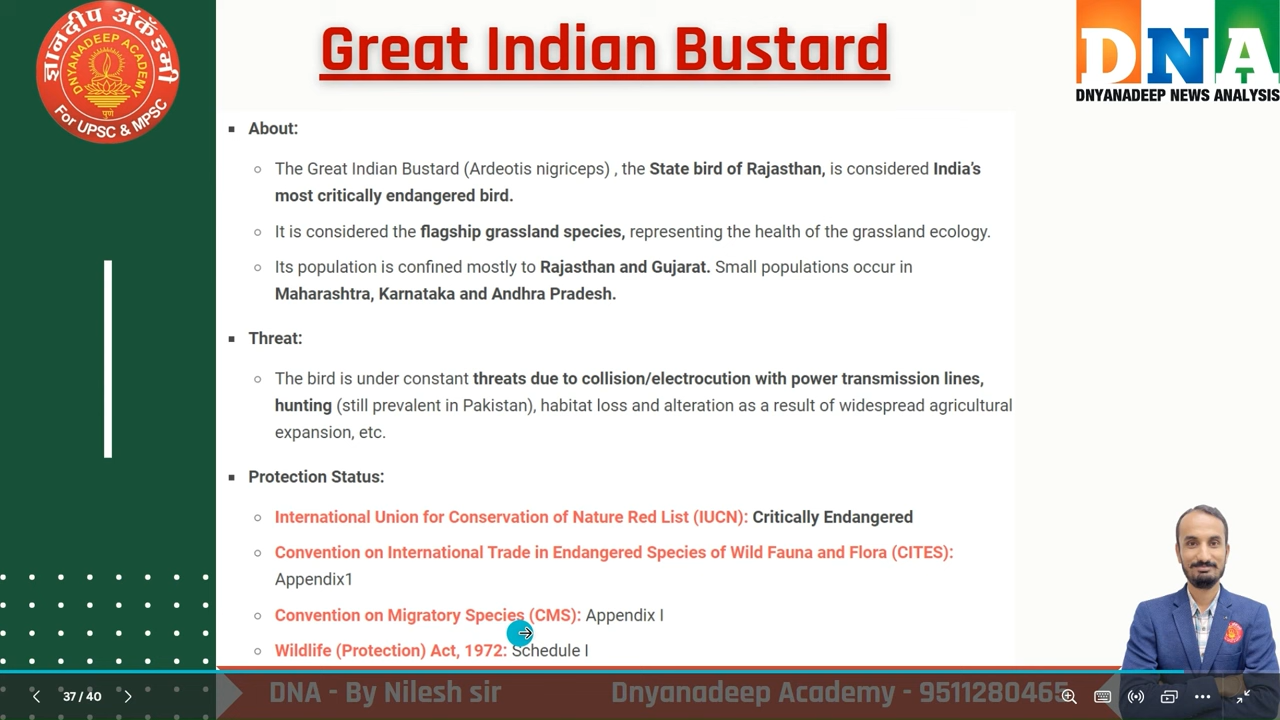 ज्ञानदीप अॅकॅडमी
DNYANADEEP ACADEMY
पुणे
For UPSC & MPSC
Great Indian Bustard
DNA
DNYANADEEP NEWS ANALYSIS
▪ About:
○ The Great Indian Bustard (Ardeotis nigriceps) , the State bird of Rajasthan, is considered India's
most critically endangered bird.
○ It is considered the flagship grassland species, representing the health of the grassland ecology.
○ Its population is confined mostly to Rajasthan and Gujarat. Small populations occur in
Maharashtra, Karnataka and Andhra Pradesh.
▪ Threat:
○ The bird is under constant threats due to collision/electrocution with power transmission lines,
hunting (still prevalent in Pakistan), habitat loss and alteration as a result of widespread agricultural
expansion, etc.
▪ Protection Status:
○ International Union for Conservation of Nature Red List (IUCN): Critically Endangered
○ Convention on International Trade in Endangered Species of Wild Fauna and Flora (CITES):
Appendix1
○ Convention on Migratory Species (CMS): Appendix I
○ Wildlife (Protection) Act, 1972: Schedule I
37 / 40
DNA - By Nilesh sir Dnyanadeep Academy - 9511280465